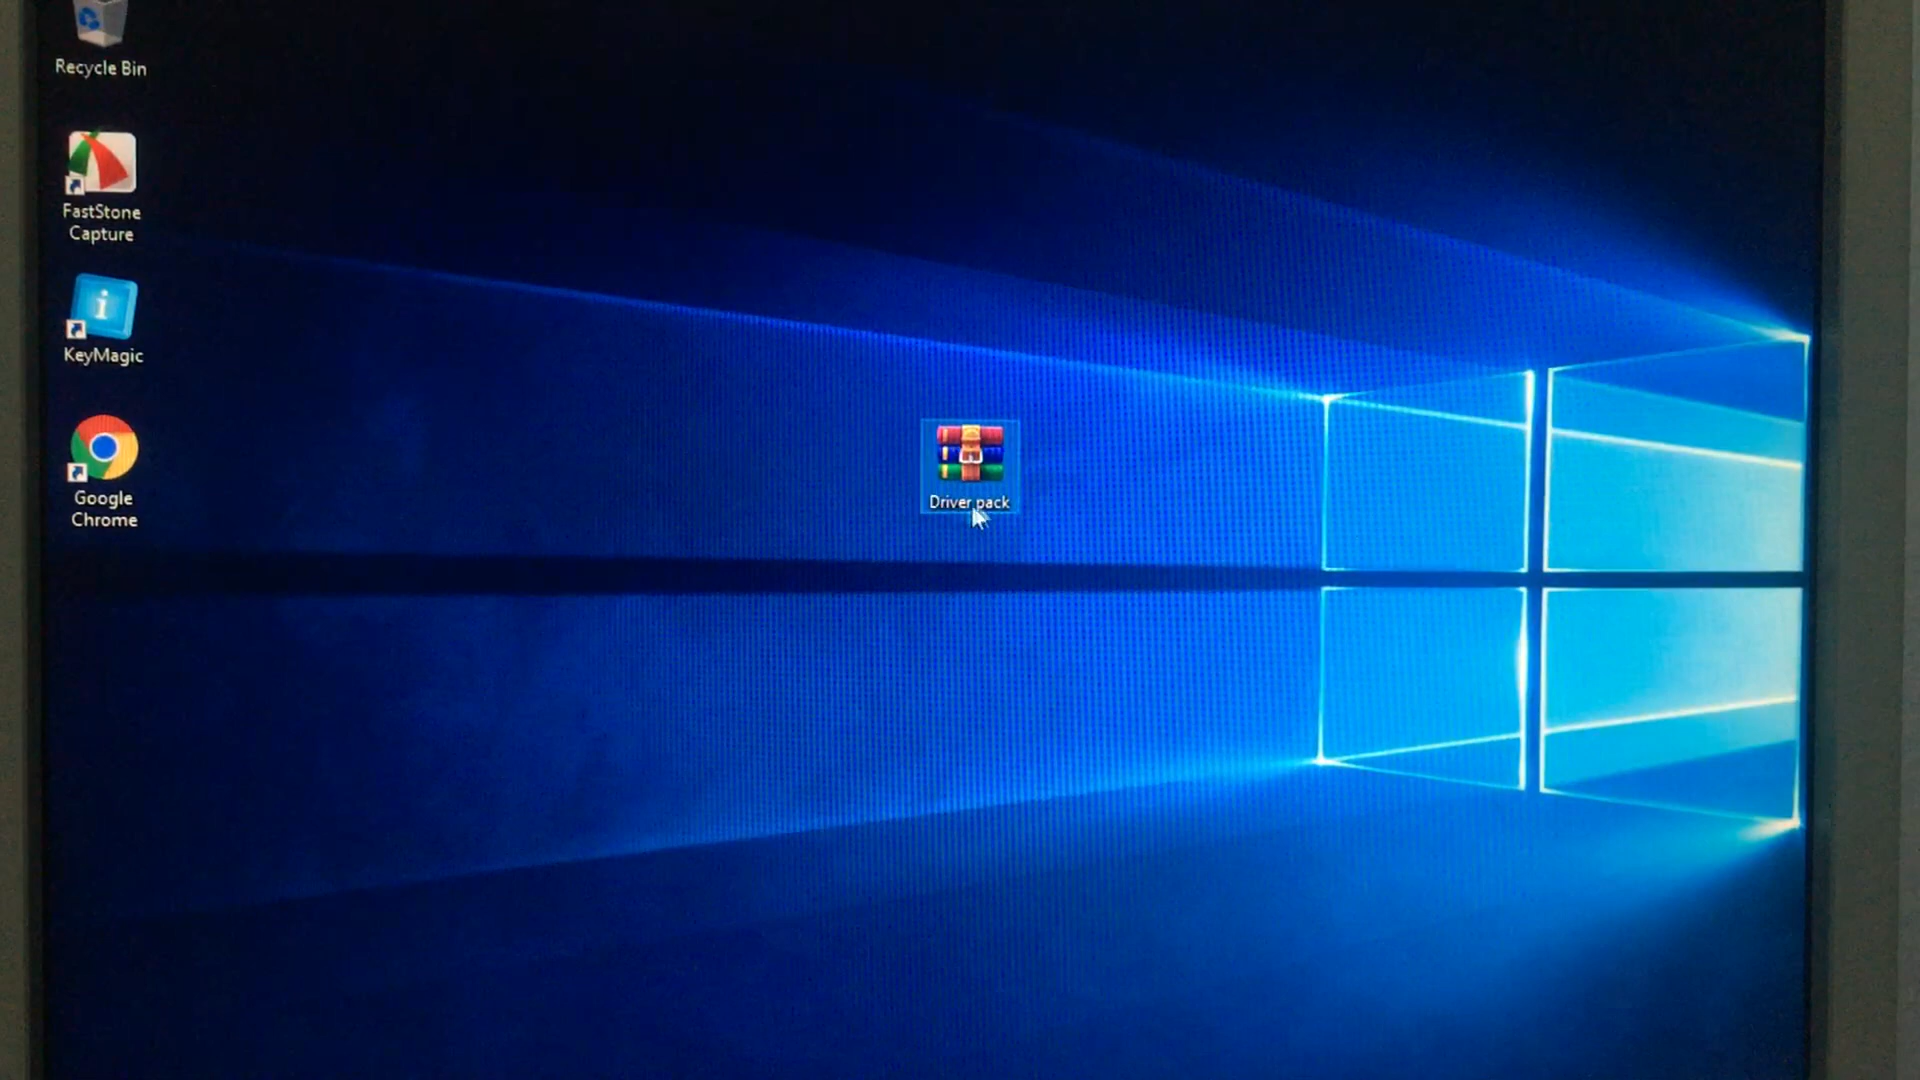 Recycle Bin
FastStone
Capture
KeyMagic
Google
Chrome
Driver pack